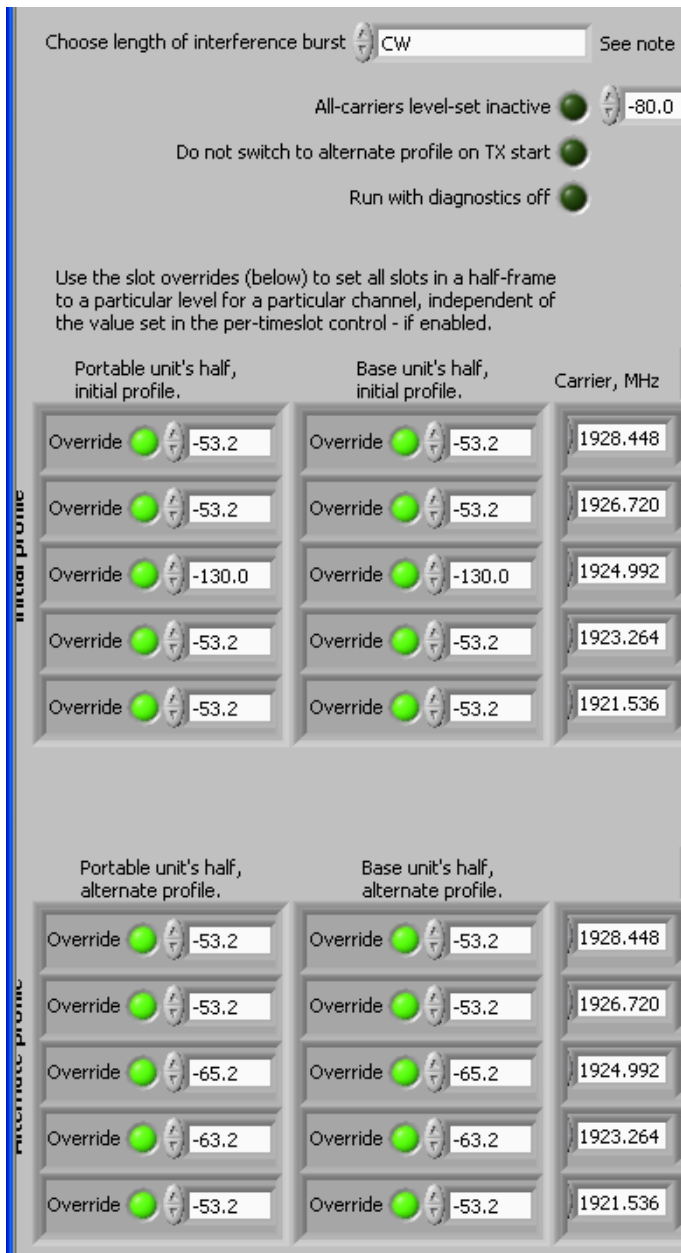 Choose length of interference burst CW See note
All-carriers level-set inactive -80.0
Do not switch to alternate profile on TX start
Run with diagnostics off
Use the slot overrides (below) to set all slots in a half-frame
to a particular level for a particular channel, independent of
the value set in the per-timeslot control - if enabled.
Portable unit's half,
initial profile.
Base unit's half,
initial profile.
Carrier, MHz
Initial profile
Override -53.2 Override -53.2 1928.448
Override -53.2 Override -53.2 1926.720
Override -130.0 Override -130.0 1924.992
Override -53.2 Override -53.2 1923.264
Override -53.2 Override -53.2 1921.536
Portable unit's half,
alternate profile.
Base unit's half,
alternate profile.
Alternate profile
Override -53.2 Override -53.2 1928.448
Override -53.2 Override -53.2 1926.720
Override -65.2 Override -65.2 1924.992
Override -63.2 Override -63.2 1923.264
Override -53.2 Override -53.2 1921.536